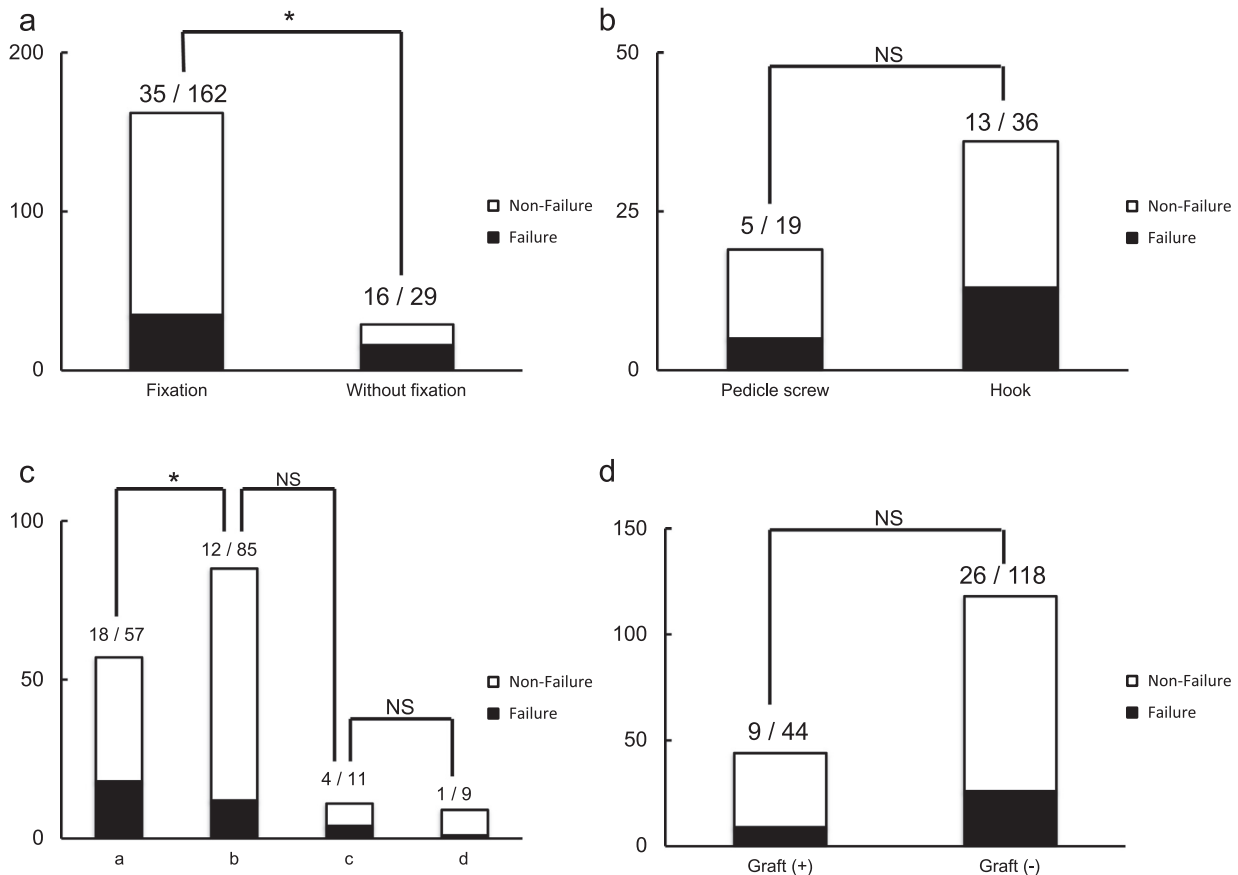 a
*
200
35 / 162
100
16 / 29
0
Fixation
Without fixation
Non-Failure
Failure
b
NS
50
13 / 36
25
5 / 19
0
Pedicle screw
Hook
Non-Failure
Failure
c
*
NS
100
12 / 85
18 / 57
50
NS
4 / 11
1 / 9
0
a
b
c
d
Non-Failure
Failure
d
NS
150
26 / 118
100
9 / 44
50
0
Graft (+)
Graft (-)
Non-Failure
Failure